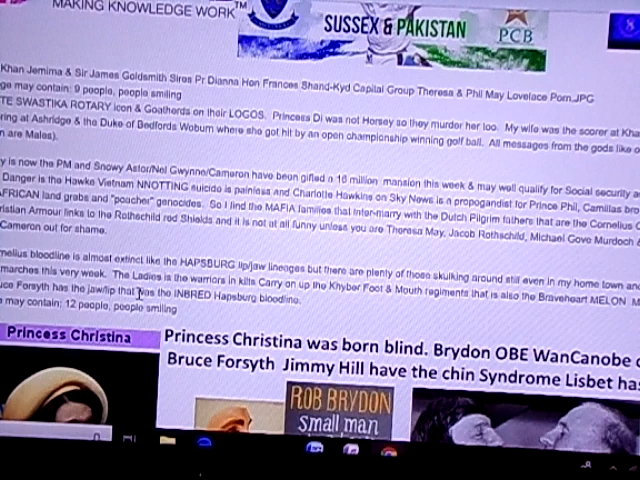 MAKING KNOWLEDGE WORK™
SUSSEX & PAKISTAN
PCB
Khan Jemima & Sir James Goldsmith Siros Pr Dianna Hon Frances Shand-Kyd Capital Group Theresa & Phil May Lovelace Porn.JPG
ge may contain: 9 people, people smiling
TE SWASTIKA ROTARY icon & Goatherds on their LOGOS. Princess Di was not Horsey so they murder her too. My wife was the scorer at Kha
ring at Ashridge & the Duke of Bedfords Woburn where she got hit by an open championship winning golf ball. All messages from the gods like o
n are Males).
y is now the PM and Snowy Astor/Nel Gwynne/Cameron have been gifted a 16 million mansion this week & may well qualify for Social security a
Danger is the Hawke Vietnam NNOTTING suicide is painless and Charlotte Hawkins on Sky News is a propogandist for Prince Phil, Camillas bro
AFRICAN land grabs and "poacher" genocides. So I find the MAFIA families that inter-marry with the Dutch Pilgrim fathers that are the Cornelius
ristian Armour links to the Rothschild red Shields and it is not at all funny unless you are Theresa May, Jacob Rothschild, Michael Gove Murdoch
Cameron out for shame.
nelius bloodline is almost extinct like the HAPSBURG lip/jaw lineages but there are plenty of those skulking around still even in my home town and
marches this very week. The Ladies is the warriors in kilts Carry on up the Khyber Foot & Mouth regiments that is also the Braveheart MELON M
uce Forsyth has the jaw/lip that was the INBRED Hapsburg bloodline.
e may contain: 12 people, people smiling
Princess Christina
Princess Christina was born blind. Brydon OBE WanCanobe
Bruce Forsyth Jimmy Hill have the chin Syndrome Lisbet has
ROB BRYDON
Small man